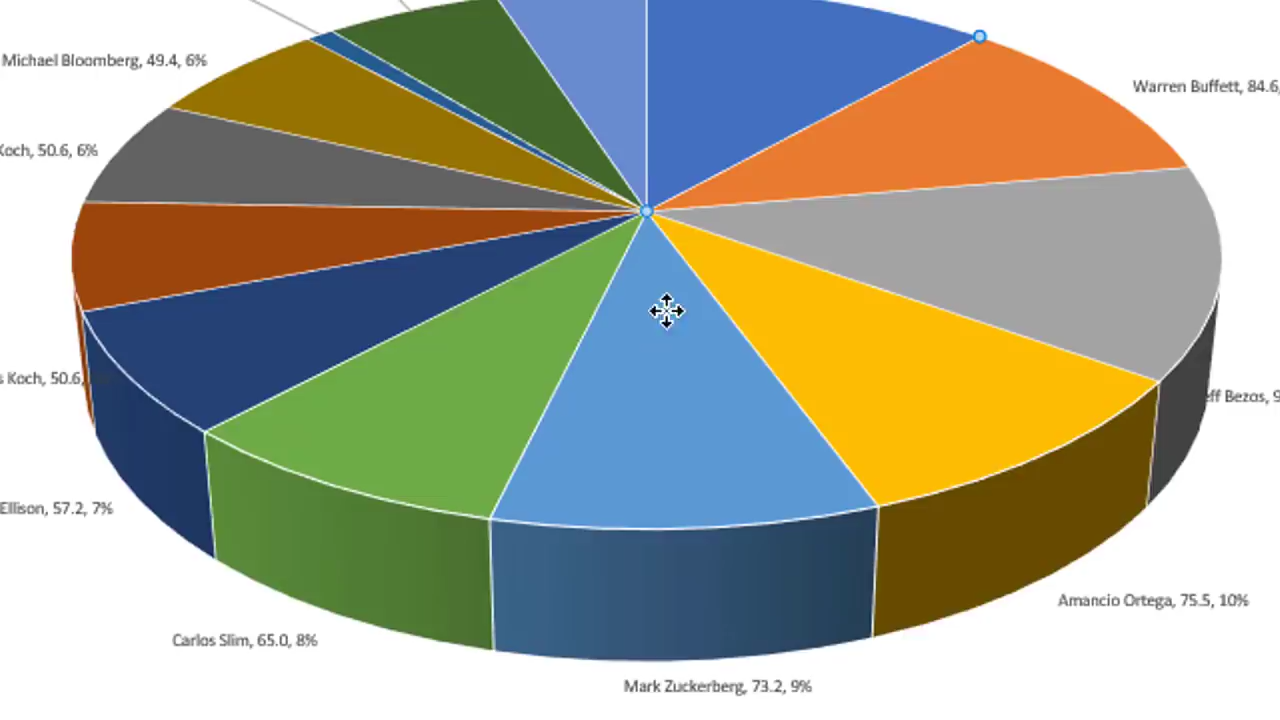 Michael Bloomberg, 49.4, 6%
Warren Buffett, 84.6,
Koch, 50.6, 6%
Koch, 50.6,
Bezos, 9
Ellison, 57.2, 7%
Amancio Ortega, 75.5, 10%
Carlos Slim, 65.0, 8%
Mark Zuckerberg, 73.2, 9%